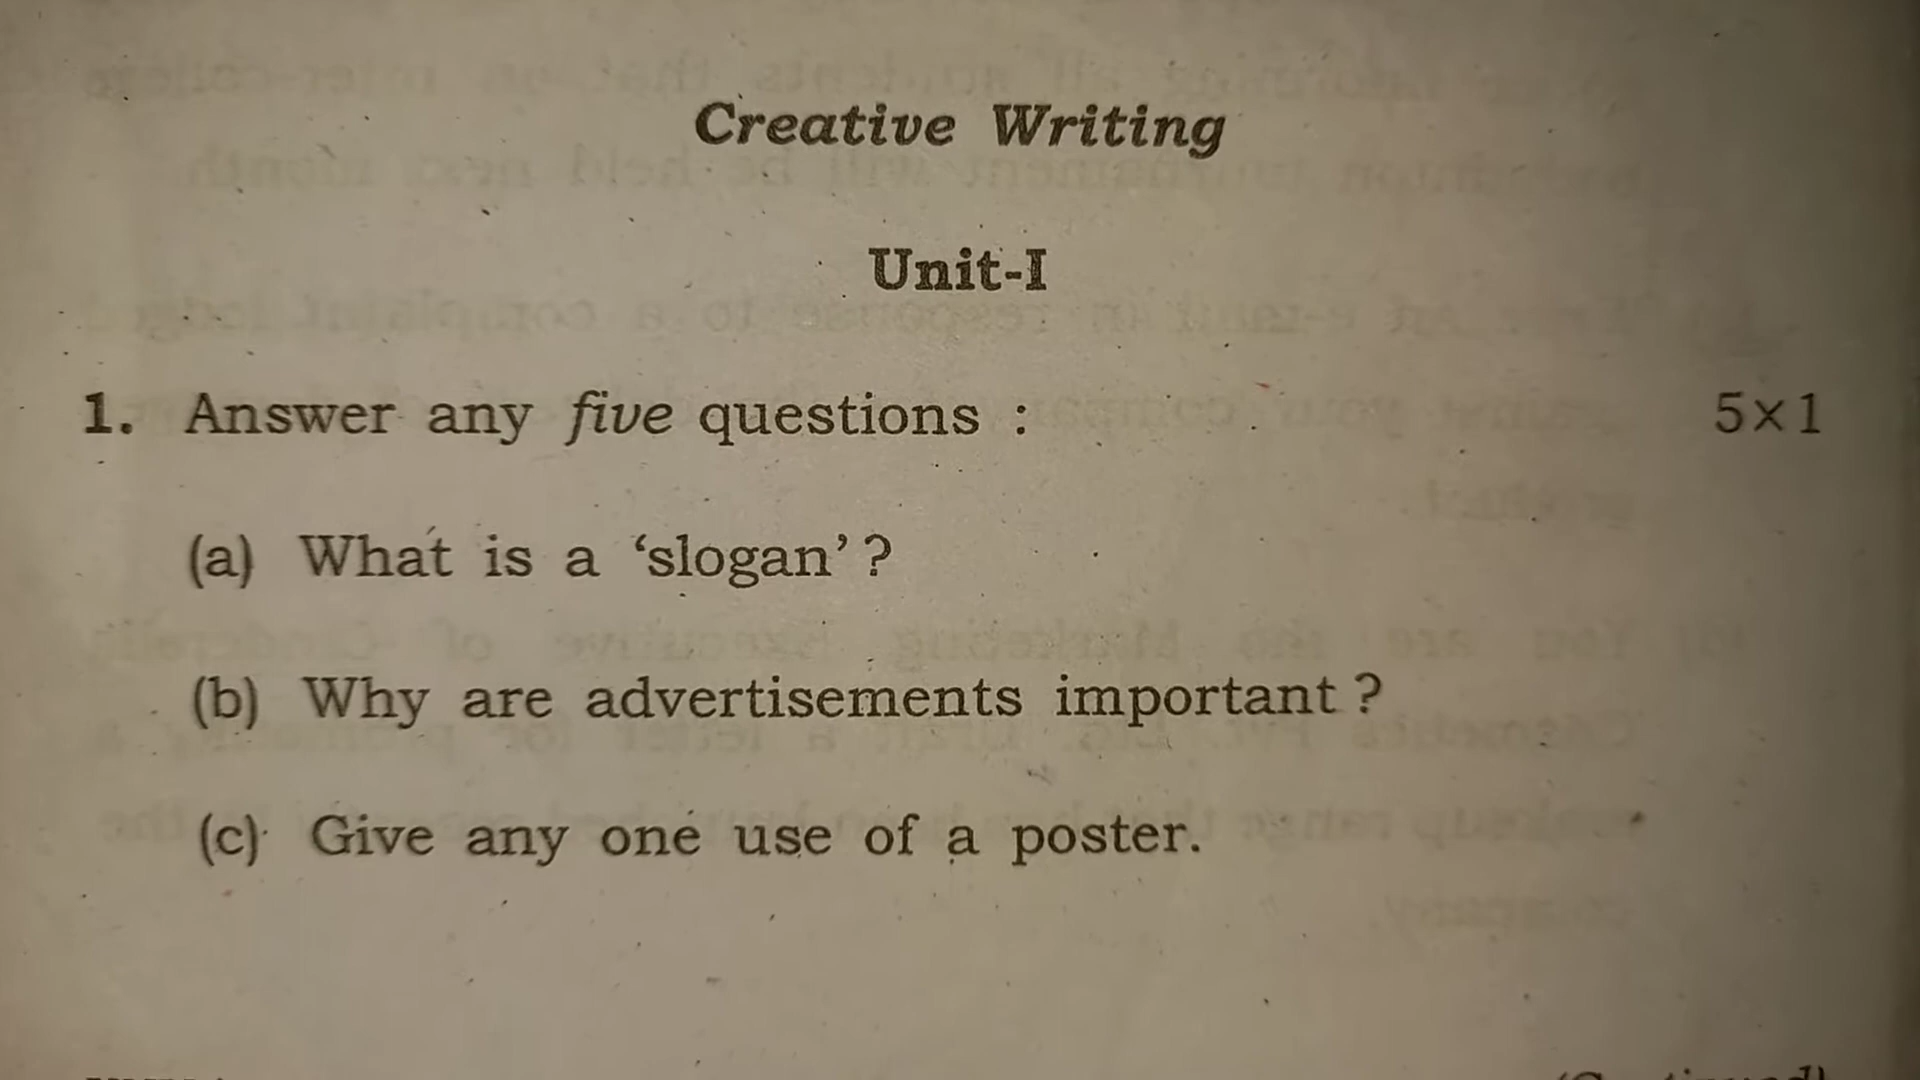 Creative Writing
Unit-I
1. Answer any five questions : 5×1
(a) What is a ‘slogan’ ?
(b) Why are advertisements important ?
(c) Give any one use of a poster.